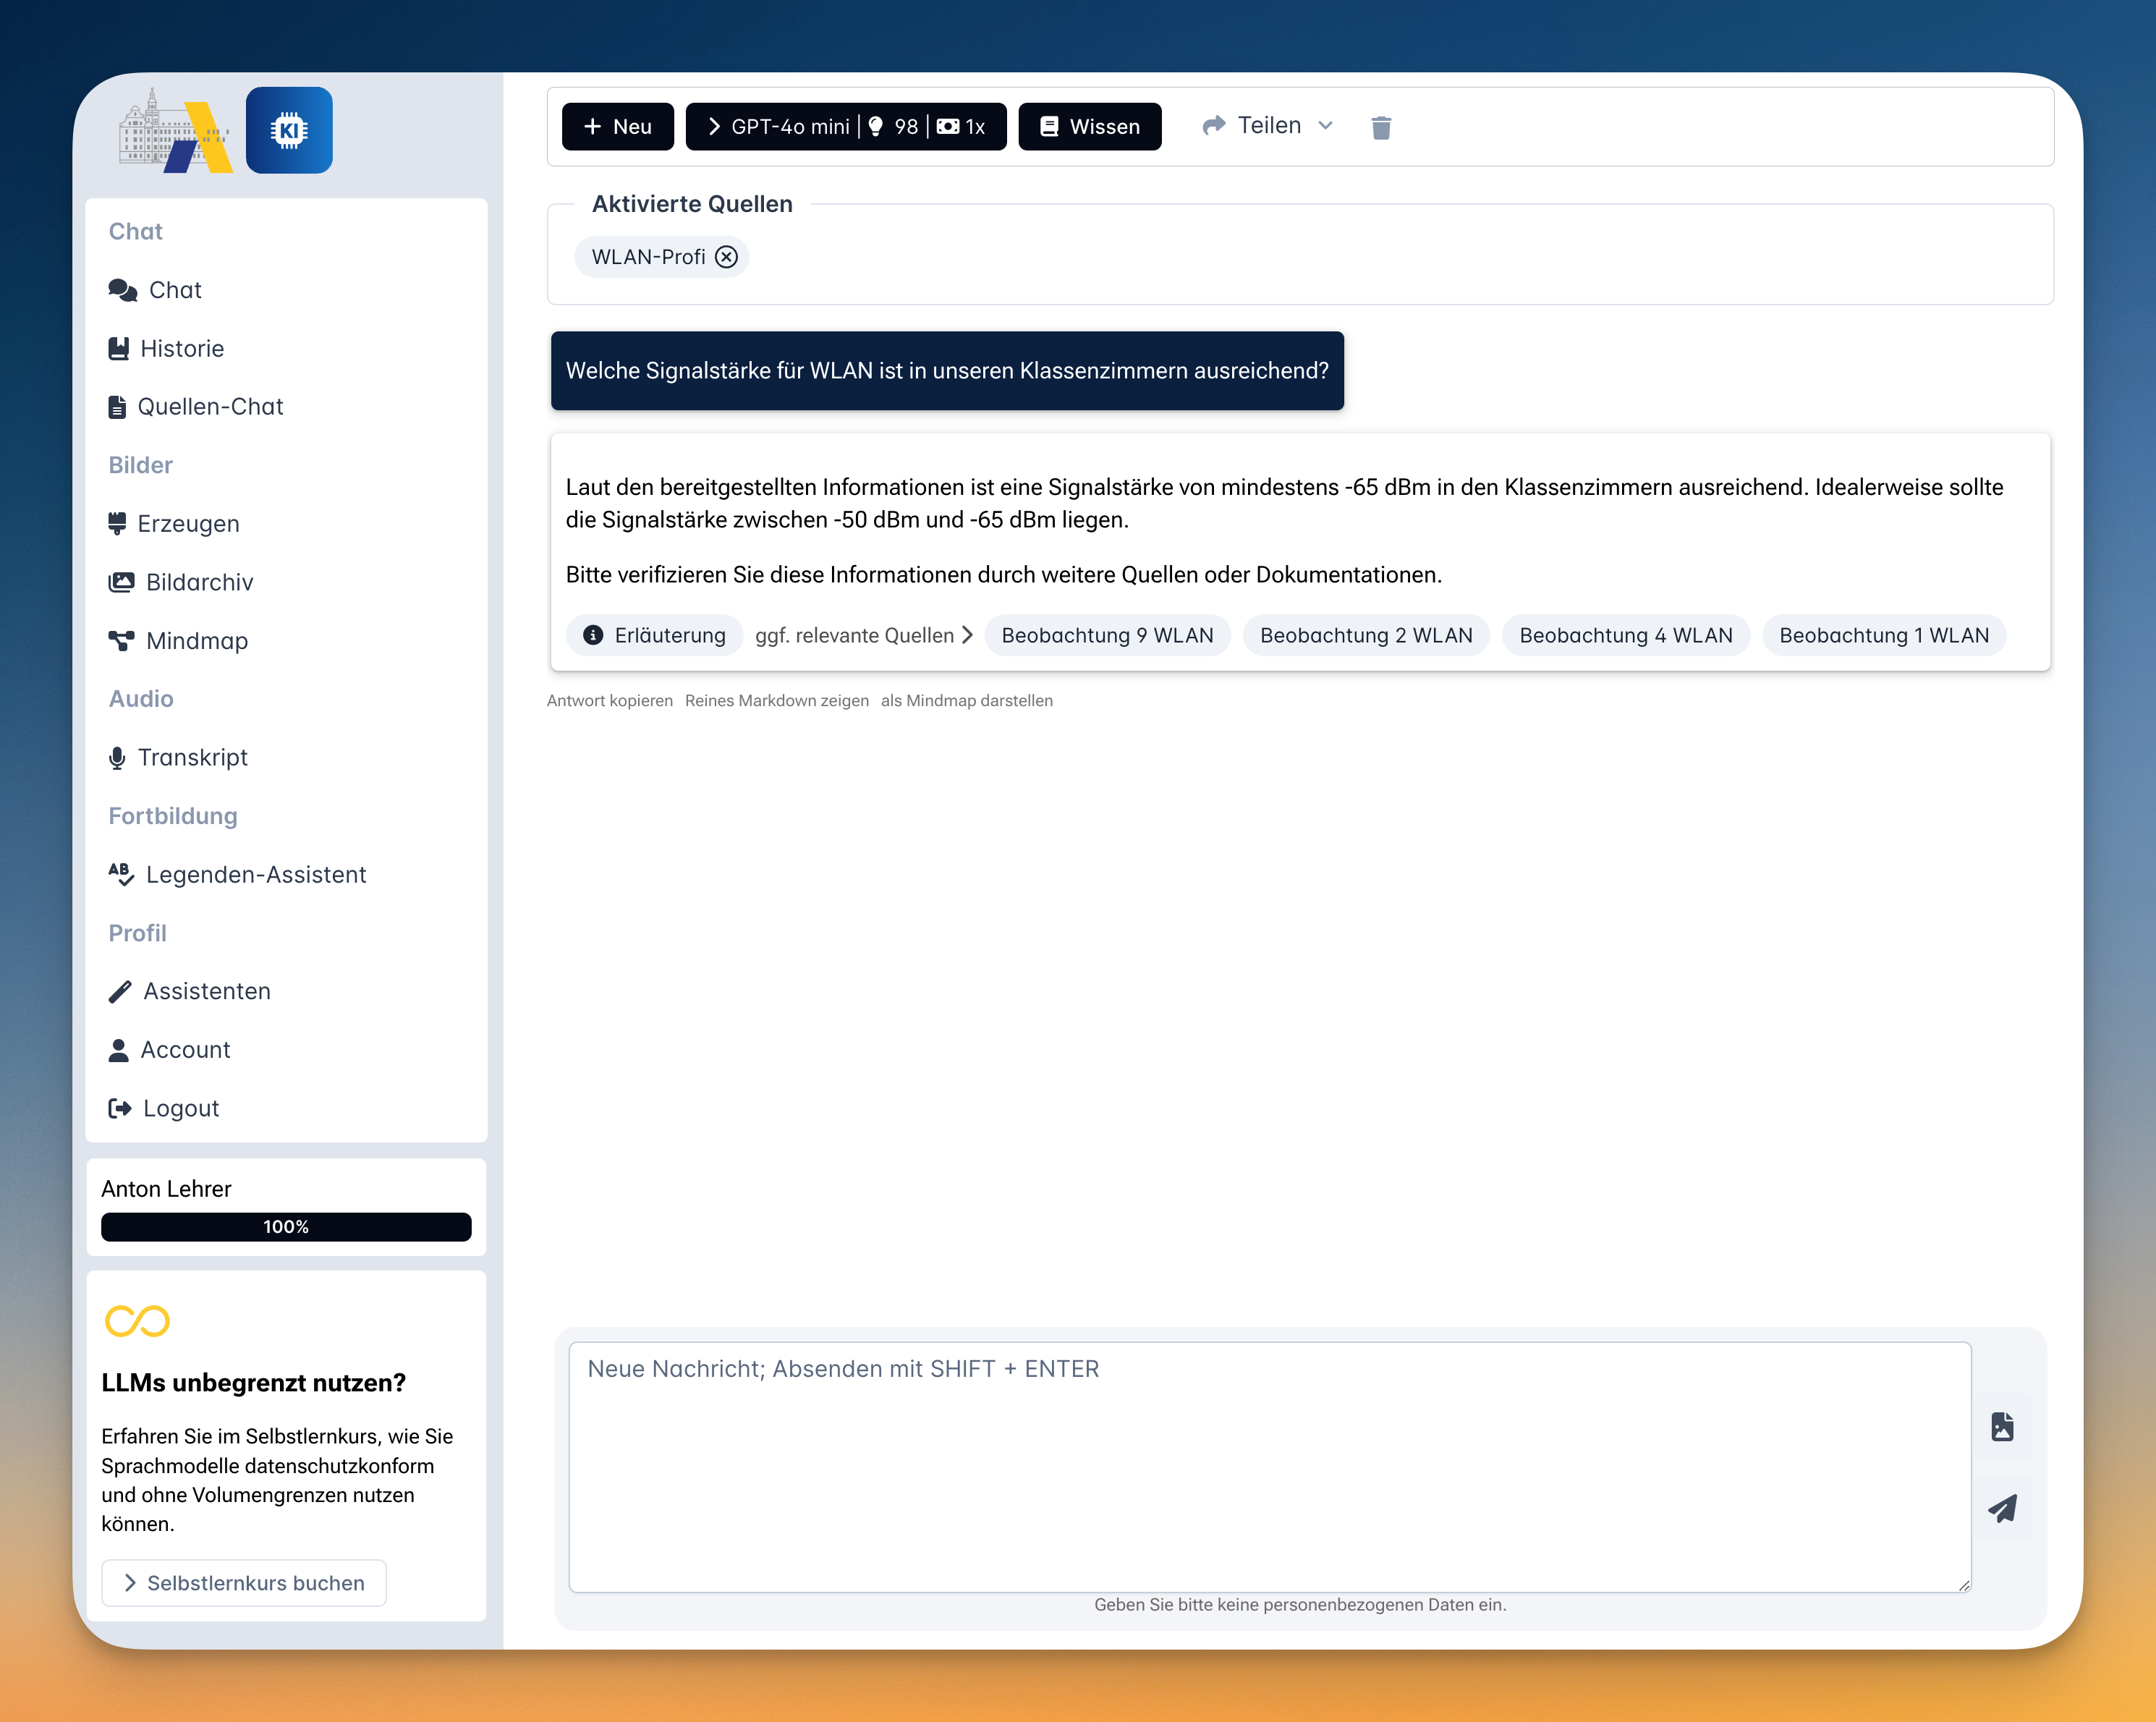 KI
Chat
Chat
Historie
Quellen-Chat
Bilder
Erzeugen
Bildarchiv
Mindmap
Audio
Transkript
Fortbildung
AB
Legenden-Assistent
Profil
Assistenten
Account
Logout
Anton Lehrer
100%
LLMs unbegrenzt nutzen?
Erfahren Sie im Selbstlernkurs, wie Sie
Sprachmodelle datenschutzkonform
und ohne Volumengrenzen nutzen
können.
Selbstlernkurs buchen
+ Neu
GPT-4o mini | 98 | 1x
Wissen
Teilen
Aktivierte Quellen
WLAN-Profi
Welche Signalstärke für WLAN ist in unseren Klassenzimmern ausreichend?
Laut den bereitgestellten Informationen ist eine Signalstärke von mindestens -65 dBm in den Klassenzimmern ausreichend. Idealerweise sollte
die Signalstärke zwischen -50 dBm und -65 dBm liegen.
Bitte verifizieren Sie diese Informationen durch weitere Quellen oder Dokumentationen.
Erläuterung ggf. relevante Quellen Beobachtung 9 WLAN Beobachtung 2 WLAN Beobachtung 4 WLAN Beobachtung 1 WLAN
Antwort kopieren Reines Markdown zeigen als Mindmap darstellen
Neue Nachricht; Absenden mit SHIFT + ENTER
Geben Sie bitte keine personenbezogenen Daten ein.